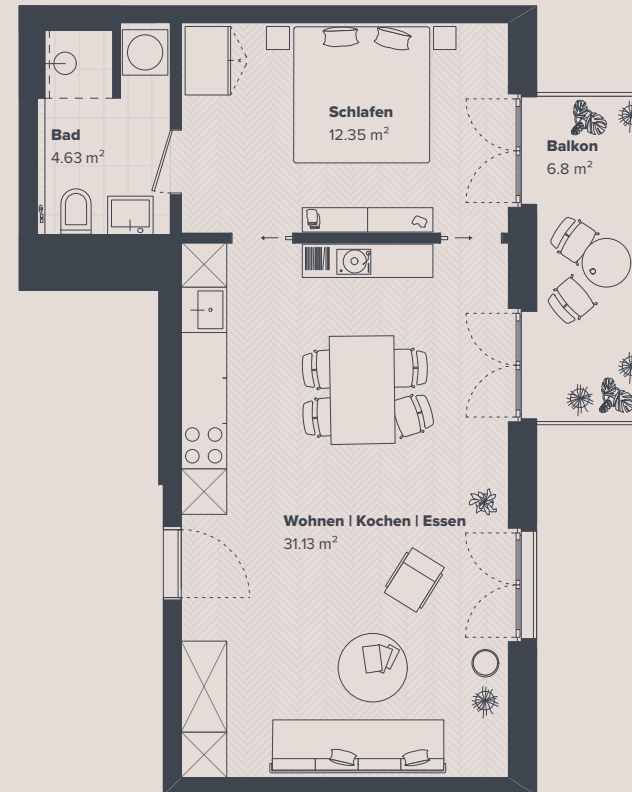 Schlafen
12.35 m²
Bad
4.63 m²
Balkon
6.8 m²
Wohnen | Kochen | Essen
31.13 m²